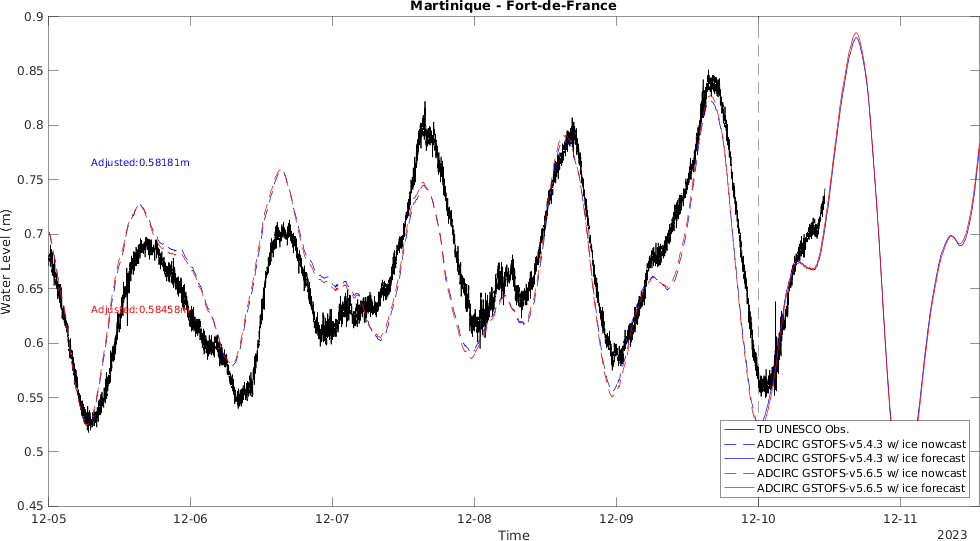 Martinique - Fort-de-France
0.9
0.85
0.8
0.75
0.7
0.65
0.6
0.55
0.5
0.45
Water Level (m)
Adjusted:0.58181m
Adjusted:0.58458m
TD UNESCO Obs.
ADCIRC GSTOFS-v5.4.3 w/ ice nowcast
ADCIRC GSTOFS-v5.4.3 w/ ice forecast
ADCIRC GSTOFS-v5.6.5 w/ ice nowcast
ADCIRC GSTOFS-v5.6.5 w/ ice forecast
12-05 12-06 12-07 12-08 12-09 12-10 12-11
Time
2023